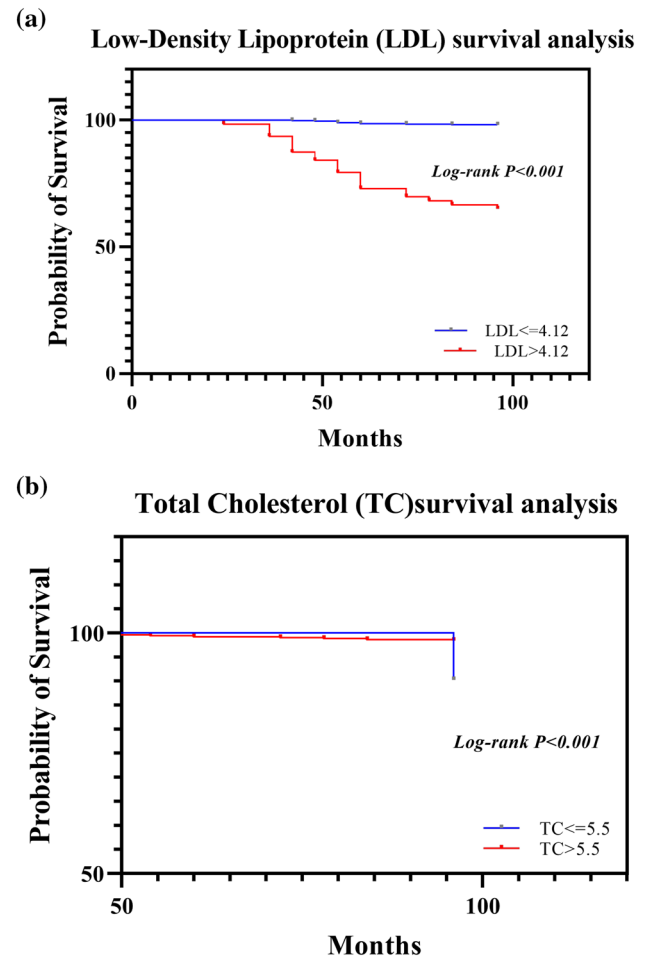 (a)
Low-Density Lipoprotein (LDL) survival analysis
Probability of Survival
100
50
0
Log-rank P<0.001
LDL<=4.12
LDL>4.12
0 50 100
Months
(b)
Total Cholesterol (TC)survival analysis
Probability of Survival
100
50
Log-rank P<0.001
TC<=5.5
TC>5.5
50 100
Months